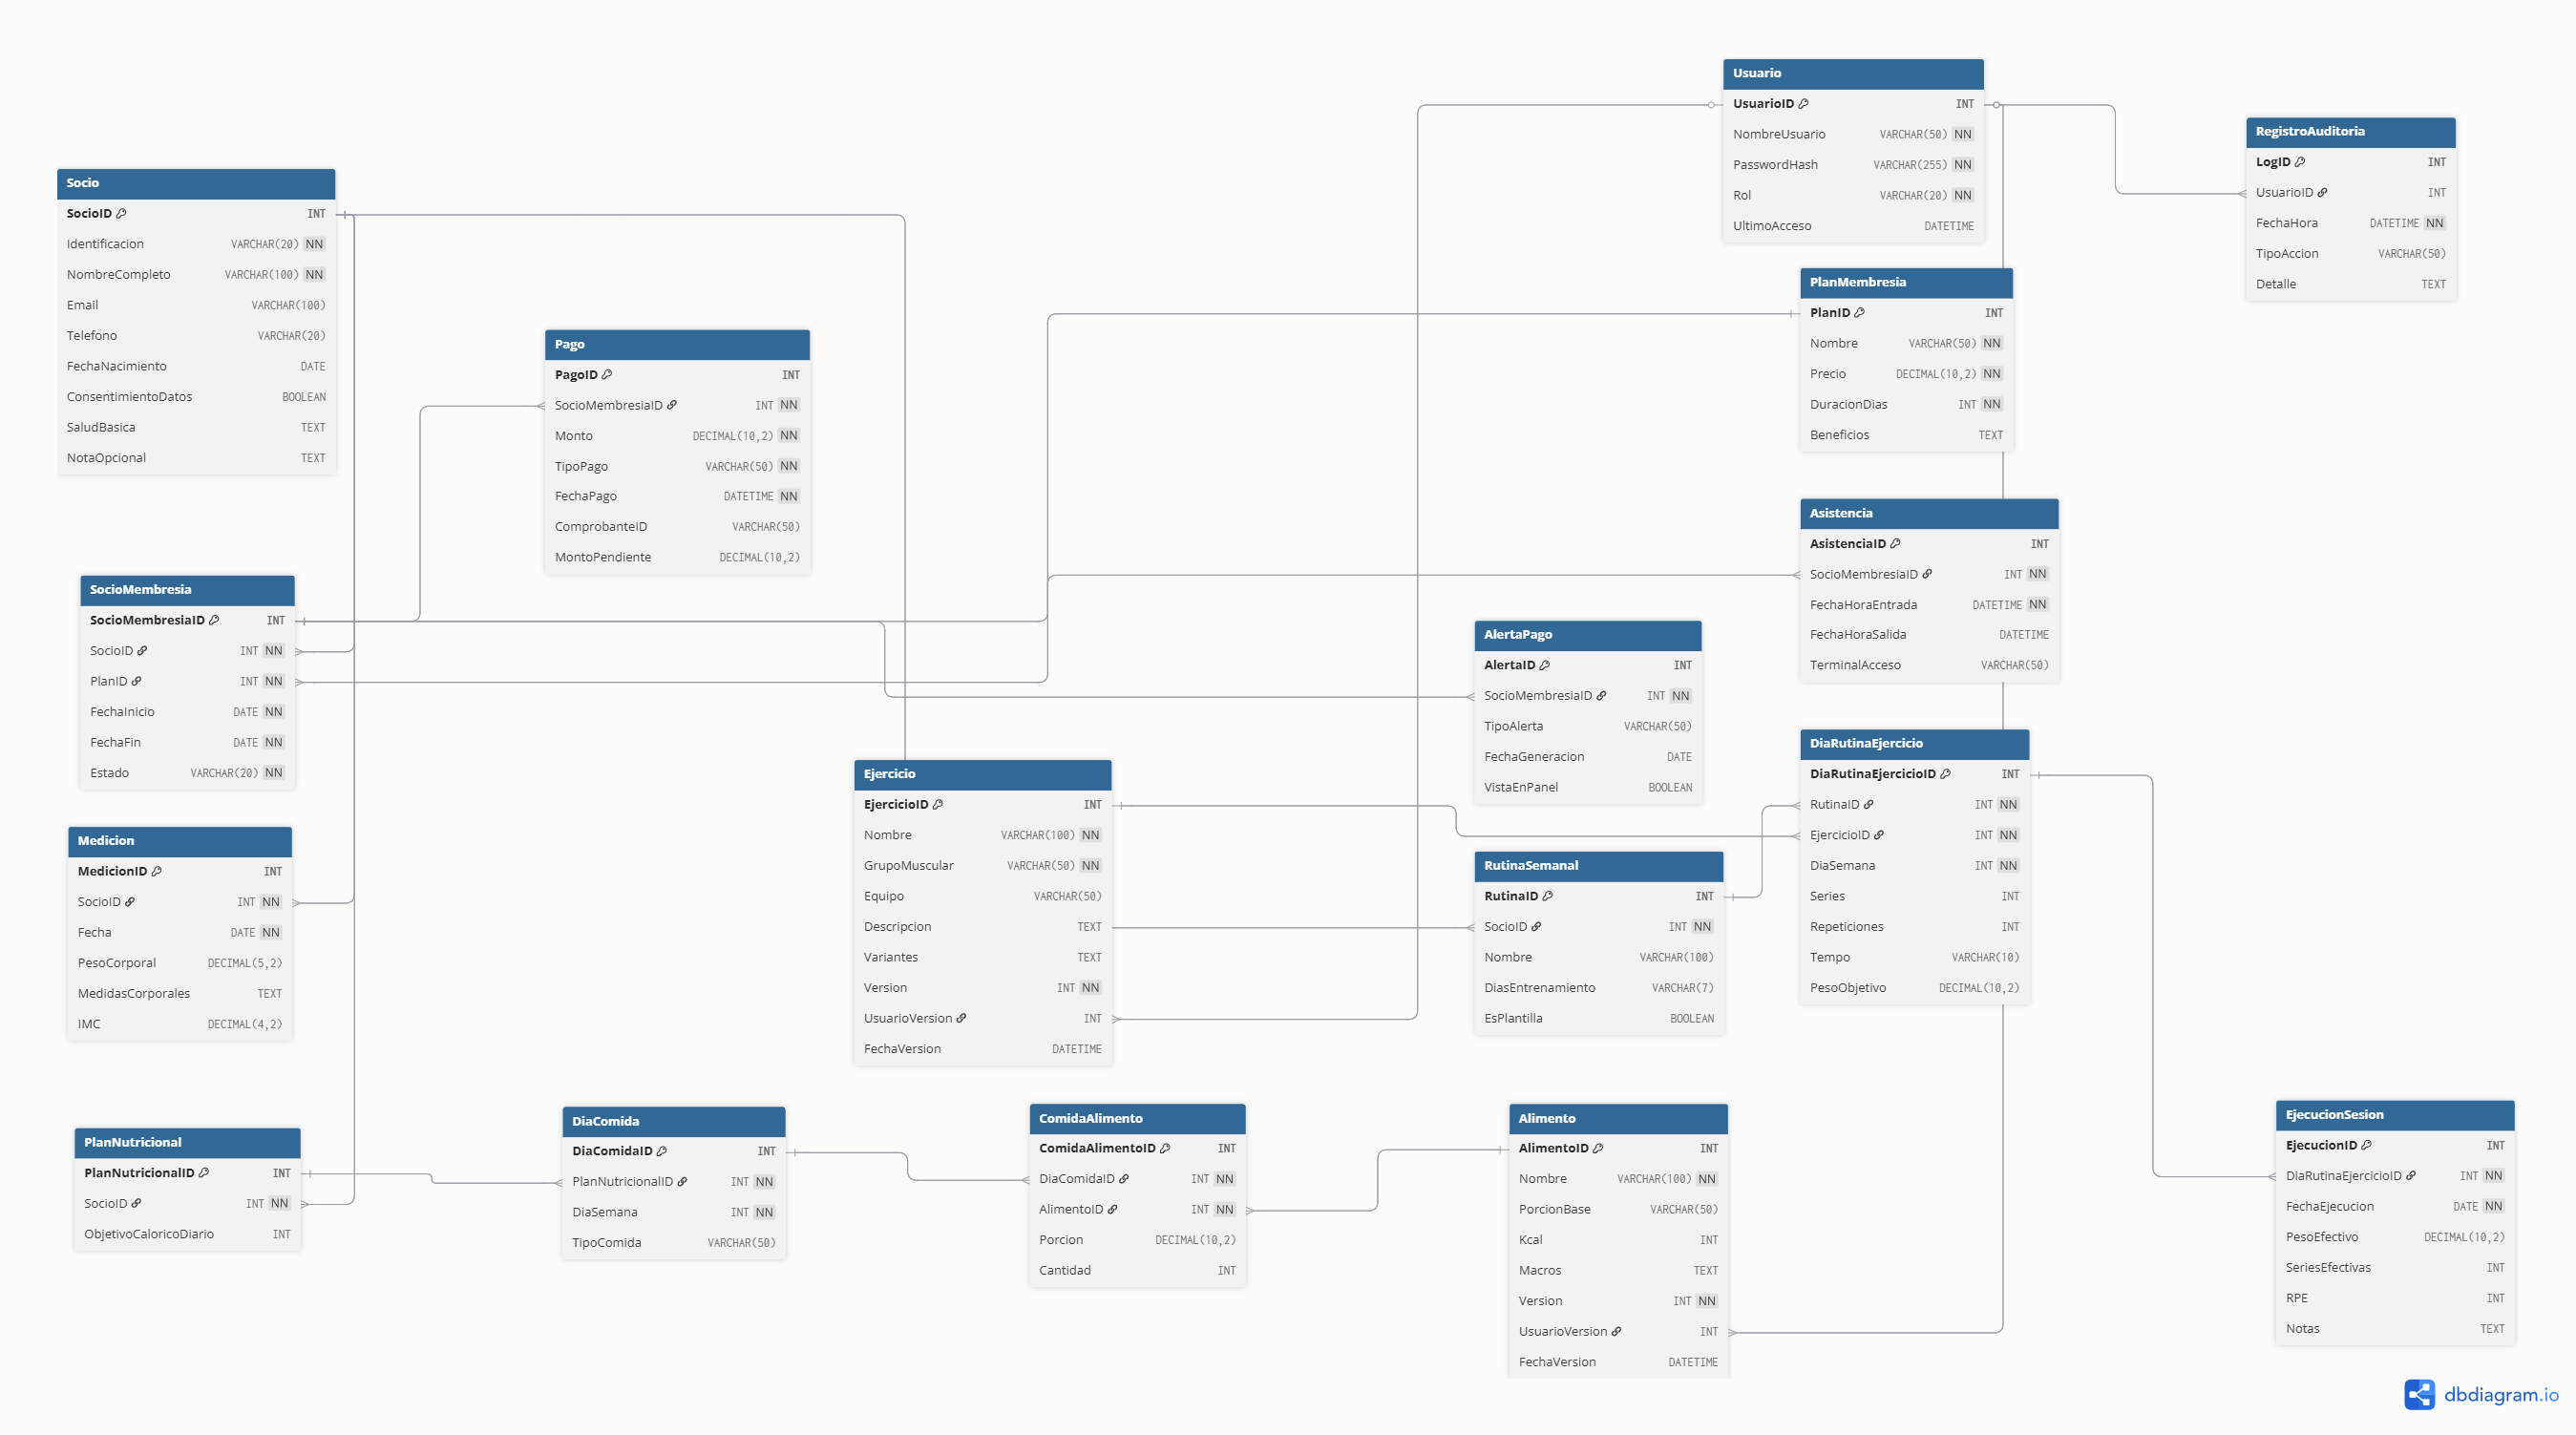 Usuario
UsuarioID INT
NombreUsuario VARCHAR(50) NN
PasswordHash VARCHAR(255) NN
Rol VARCHAR(20) NN
UltimoAcceso DATETIME
RegistroAuditoria
LogID INT
UsuarioID INT
FechaHora DATETIME NN
TipoAccion VARCHAR(50)
Detalle TEXT
Socio
SocioID INT
Identificacion VARCHAR(20) NN
NombreCompleto VARCHAR(100) NN
Email VARCHAR(100)
Telefono VARCHAR(20)
FechaNacimiento DATE
ConsentimientoDatos BOOLEAN
SaludBasica TEXT
NotaOpcional TEXT
PlanMembresia
PlanID INT
Nombre VARCHAR(50) NN
Precio DECIMAL(10,2) NN
DuracionDias INT NN
Beneficios TEXT
Pago
PagoID INT
SocioMembresiaID INT NN
Monto DECIMAL(10,2) NN
TipoPago VARCHAR(50) NN
FechaPago DATETIME NN
ComprobanteID VARCHAR(50)
MontoPendiente DECIMAL(10,2)
Asistencia
AsistenciaID INT
SocioMembresiaID INT NN
FechaHoraEntrada DATETIME NN
FechaHoraSalida DATETIME
TerminalAcceso VARCHAR(50)
SocioMembresia
SocioMembresiaID INT
SocioID INT NN
PlanID INT NN
FechaInicio DATE NN
FechaFin DATE NN
Estado VARCHAR(20) NN
AlertaPago
AlertaID INT
SocioMembresiaID INT NN
TipoAlerta VARCHAR(50)
FechaGeneracion DATE
VistaEnPanel BOOLEAN
DiaRutinaEjercicio
DiaRutinaEjercicioID INT
RutinaID INT NN
EjercicioID INT NN
DiaSemana INT NN
Series INT
Repeticiones INT
Tempo VARCHAR(10)
PesoObjetivo DECIMAL(10,2)
Ejercicio
EjercicioID INT
Nombre VARCHAR(100) NN
GrupoMuscular VARCHAR(50) NN
Equipo VARCHAR(50)
Descripcion TEXT
Variantes TEXT
Version INT NN
UsuarioVersion INT
FechaVersion DATETIME
Medicion
MedicionID INT
SocioID INT NN
Fecha DATE NN
PesoCorporal DECIMAL(5,2)
MedidasCorporales TEXT
IMC DECIMAL(4,2)
RutinaSemanal
RutinaID INT
SocioID INT NN
Nombre VARCHAR(100)
DiasEntrenamiento VARCHAR(7)
EsPlantilla BOOLEAN
PlanNutricional
PlanNutricionalID INT
SocioID INT NN
ObjetivoCaloricoDiario INT
DiaComida
DiaComidaID INT
PlanNutricionalID INT NN
DiaSemana INT NN
TipoComida VARCHAR(50)
ComidaAlimento
ComidaAlimentoID INT
DiaComidaID INT NN
AlimentoID INT NN
Porcion DECIMAL(10,2)
Cantidad INT
Alimento
AlimentoID INT
Nombre VARCHAR(100) NN
PorcionBase VARCHAR(50)
Kcal INT
Macros TEXT
Version INT NN
UsuarioVersion INT
FechaVersion DATETIME
EjecucionSesion
EjecucionID INT
DiaRutinaEjercicioID INT NN
FechaEjecucion DATE NN
PesoEfectivo DECIMAL(10,2)
SeriesEfectivas INT
RPE INT
Notas TEXT
dbdiagram.io